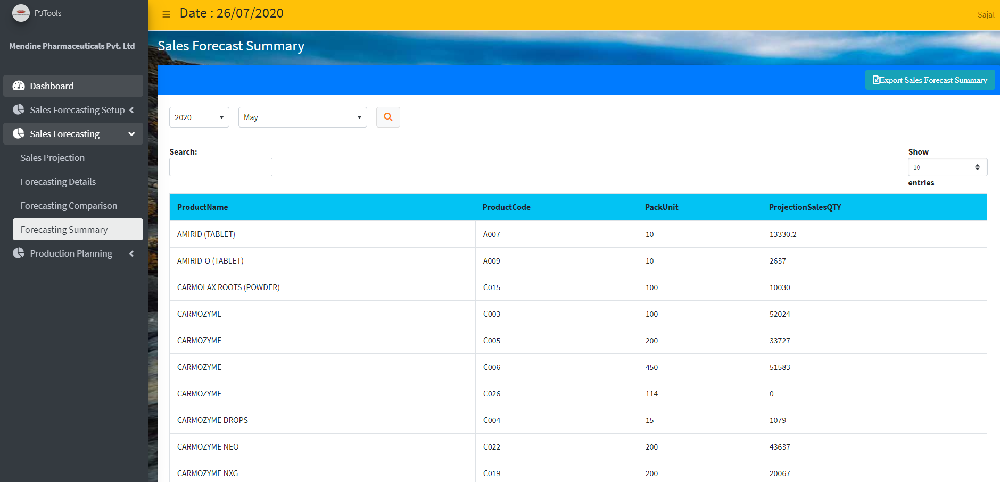 P3Tools
Mendine Pharmaceuticals Pvt. Ltd
Dashboard
Sales Forecasting Setup
Sales Forecasting
Sales Projection
Forecasting Details
Forecasting Comparison
Forecasting Summary
Production Planning
Date : 26/07/2020
Sajal
Sales Forecast Summary
Export Sales Forecast Summary
2020 May
Search:
Show
10
entries
ProductName ProductCode PackUnit ProjectionSalesQTY
AMIRID (TABLET) A007 10 13330.2
AMIRID-O (TABLET) A009 10 2637
CARMOLAX ROOTS (POWDER) C015 100 10030
CARMOZYME C003 100 52024
CARMOZYME C005 200 33727
CARMOZYME C006 450 51583
CARMOZYME C026 114 0
CARMOZYME DROPS C004 15 1079
CARMOZYME NEO C022 200 43637
CARMOZYME NXG C019 200 20067